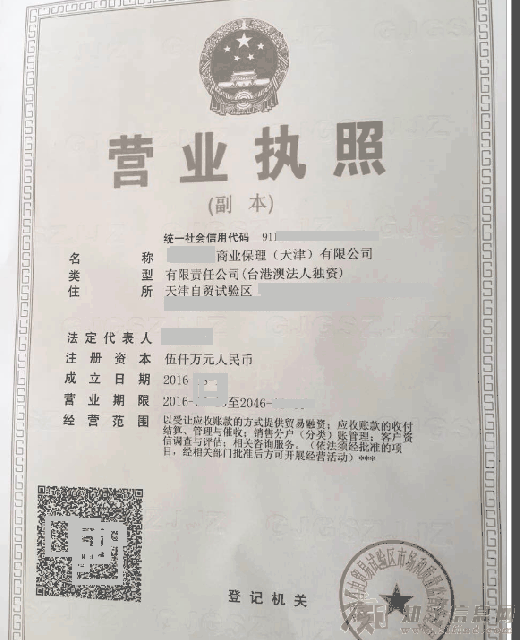 营业执照
(副 本)
统一社会信用代码 911
名 称 商业保理（天津）有限公司
类 型 有限责任公司(台港澳法人独资)
住 所 天津自贸试验区
法定代表人
注册资本 伍仟万元人民币
成立日期 2016
营业期限 2016- 至2046-
经营范围 以受让应收账款的方式提供贸易融资；应收账款的收付
结算、管理与催收；销售分户（分类）账管理；客户资
信调查与评估；相关咨询服务。（依法须经批准的项
目，经相关部门批准后方可开展经营活动）***
登记机关